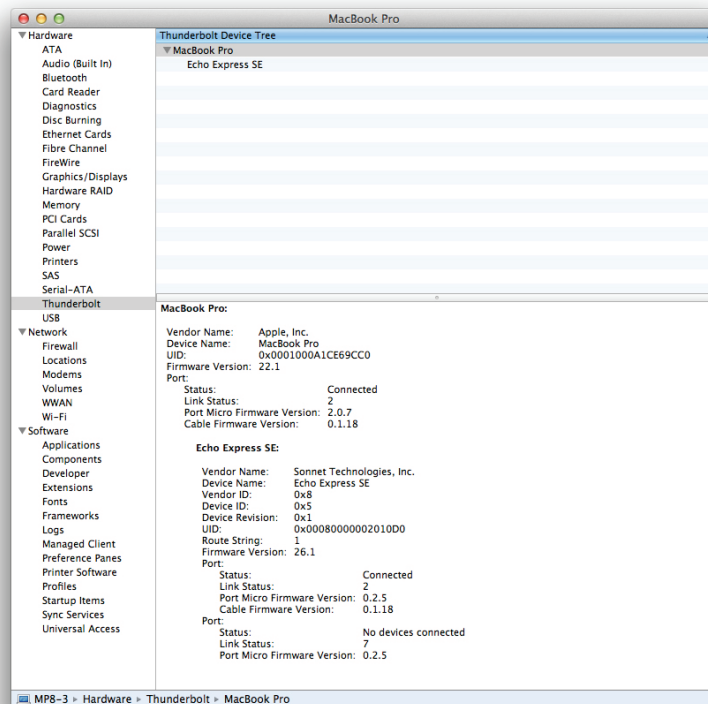 MacBook Pro
Hardware
ATA
Audio (Built In)
Bluetooth
Card Reader
Diagnostics
Disc Burning
Ethernet Cards
Fibre Channel
FireWire
Graphics/Displays
Hardware RAID
Memory
PCI Cards
Parallel SCSI
Power
Printers
SAS
Serial-ATA
Thunderbolt
USB
Network
Firewall
Locations
Modems
Volumes
WWAN
Wi-Fi
Software
Applications
Components
Developer
Extensions
Fonts
Frameworks
Logs
Managed Client
Preference Panes
Printer Software
Profiles
Startup Items
Sync Services
Universal Access
Thunderbolt Device Tree
MacBook Pro
Echo Express SE
MacBook Pro:
Vendor Name: Apple, Inc.
Device Name: MacBook Pro
UID: 0x0001000A1CE69CC0
Firmware Version: 22.1
Port:
Status: Connected
Link Status: 2
Port Micro Firmware Version: 2.0.7
Cable Firmware Version: 0.1.18
Echo Express SE:
Vendor Name: Sonnet Technologies, Inc.
Device Name: Echo Express SE
Vendor ID: 0x8
Device ID: 0x5
Device Revision: 0x1
UID: 0x00080000002010D0
Route String: 1
Firmware Version: 26.1
Port:
Status: Connected
Link Status: 2
Port Micro Firmware Version: 0.2.5
Cable Firmware Version: 0.1.18
Port:
Status: No devices connected
Link Status: 7
Port Micro Firmware Version: 0.2.5
MP8-3 ▸ Hardware ▸ Thunderbolt ▸ MacBook Pro